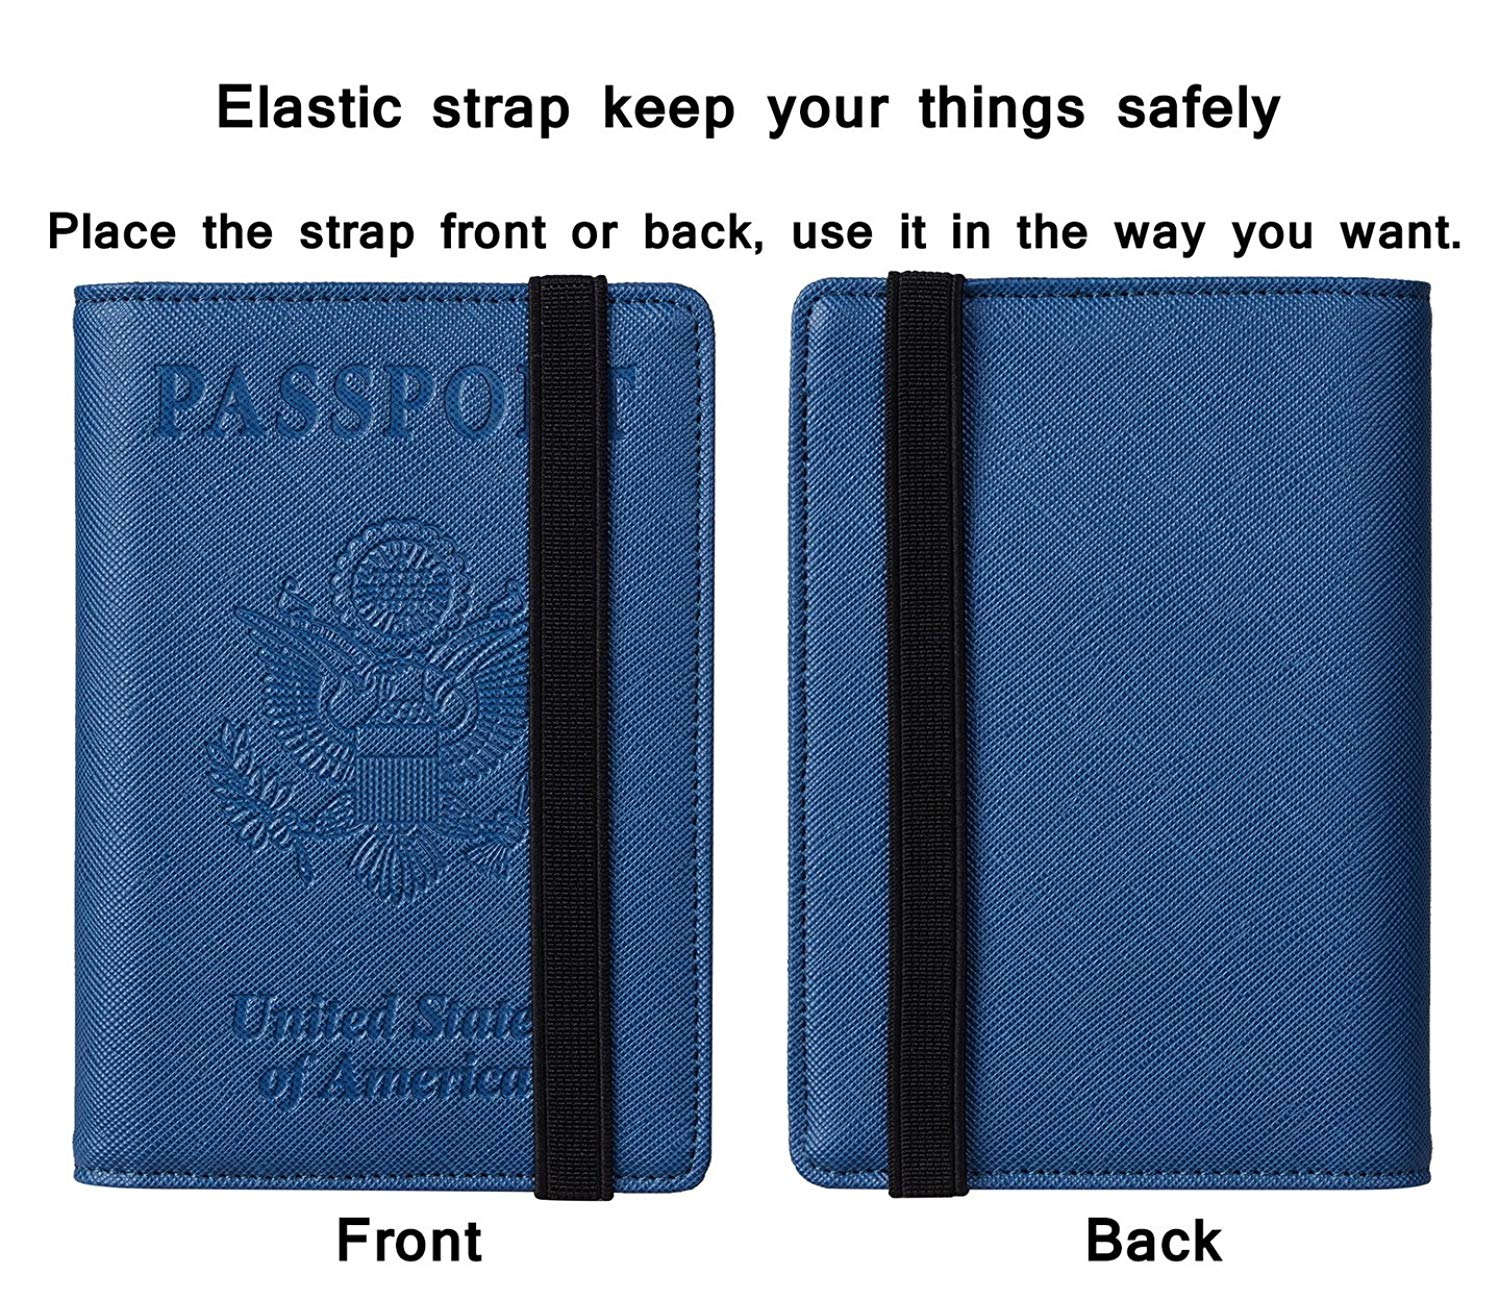 Elastic strap keep your things safely
Place the strap front or back, use it in the way you want.
PASSPO T
United State
of America
Front
Back